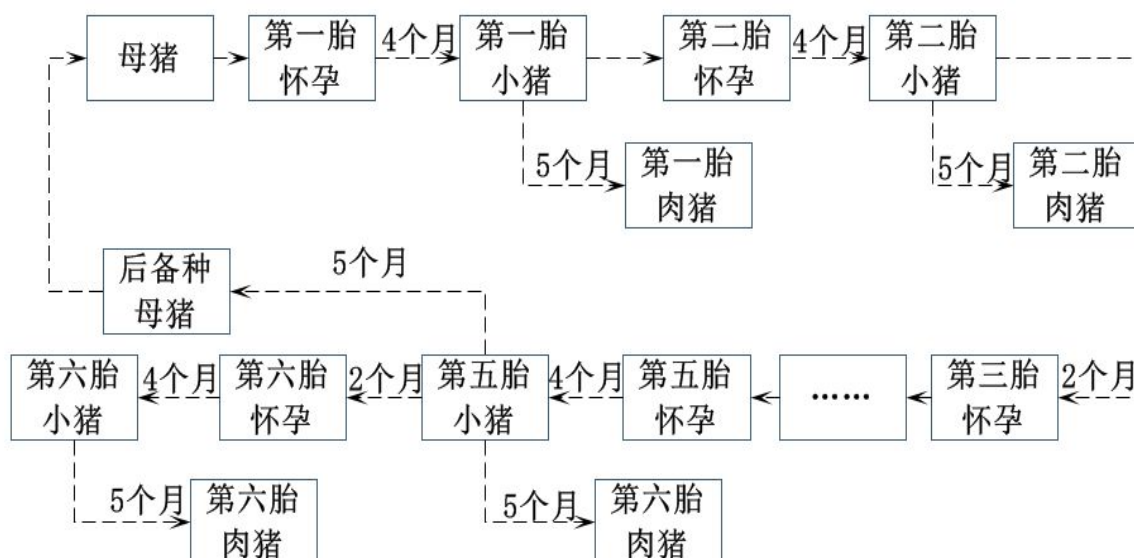 母猪
第一胎
怀孕
4个月
第一胎
小猪
第二胎
怀孕
4个月
第二胎
小猪
5个月
第一胎
肉猪
5个月
第二胎
肉猪
后备种
母猪
5个月
第六胎
小猪
4个月
第六胎
怀孕
2个月
第五胎
小猪
4个月
第五胎
怀孕
……
第三胎
怀孕
2个月
5个月
第六胎
肉猪
5个月
第六胎
肉猪